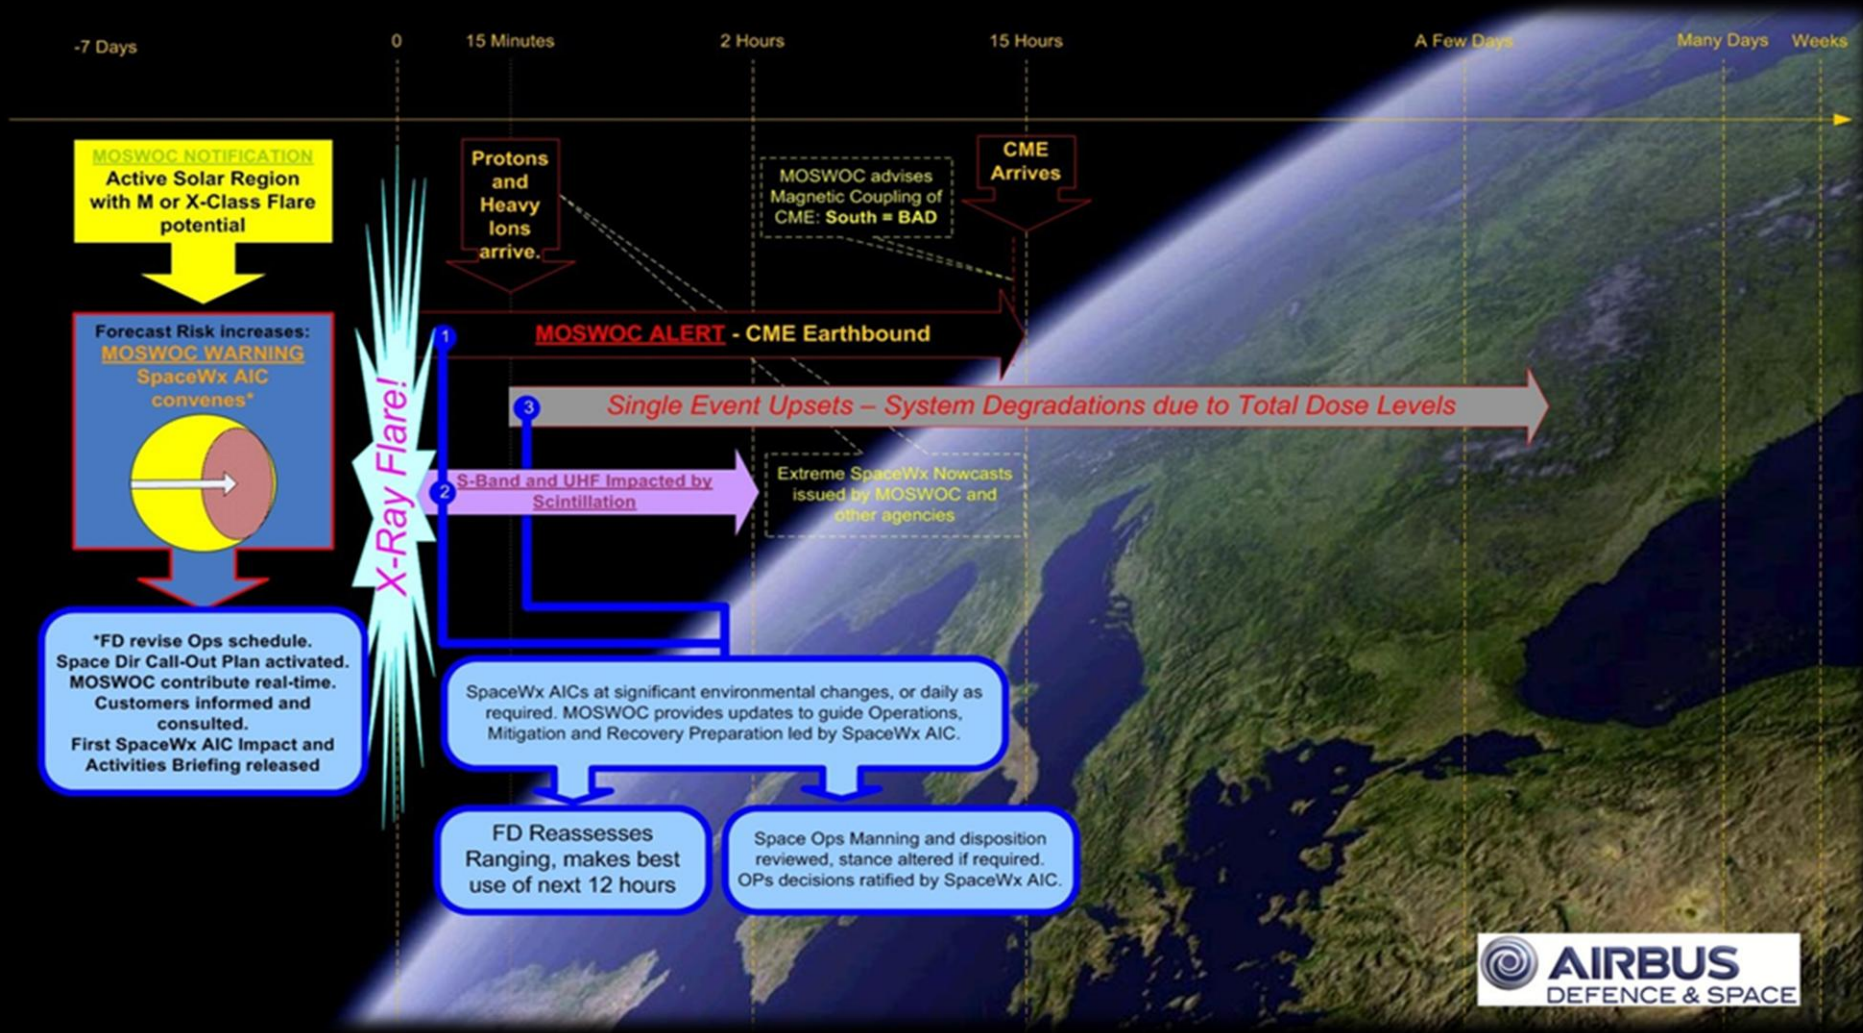 -7 Days
0
15 Minutes
2 Hours
15 Hours
A Few Days
Many Days
Weeks
MOSWOC NOTIFICATION
Active Solar Region
with M or X-Class Flare
potential
Forecast Risk increases:
MOSWOC WARNING
SpaceWx AIC
convenes*
*FD revise Ops schedule.
Space Dir Call-Out Plan activated.
MOSWOC contribute real-time.
Customers informed and
consulted.
First SpaceWx AIC Impact and
Activities Briefing released
X-Ray Flare!
Protons
and
Heavy
Ions
arrive.
MOSWOC advises
Magnetic Coupling of
CME: South = BAD
CME
Arrives
1
MOSWOC ALERT - CME Earthbound
3
Single Event Upsets – System Degradations due to Total Dose Levels
2
S-Band and UHF Impacted by
Scintillation
Extreme SpaceWx Nowcasts
issued by MOSWOC and
other agencies
SpaceWx AICs at significant environmental changes, or daily as
required. MOSWOC provides updates to guide Operations,
Mitigation and Recovery Preparation led by SpaceWx AIC.
FD Reassesses
Ranging, makes best
use of next 12 hours
Space Ops Manning and disposition
reviewed, stance altered if required.
OPs decisions ratified by SpaceWx AIC.
AIRBUS
DEFENCE & SPACE